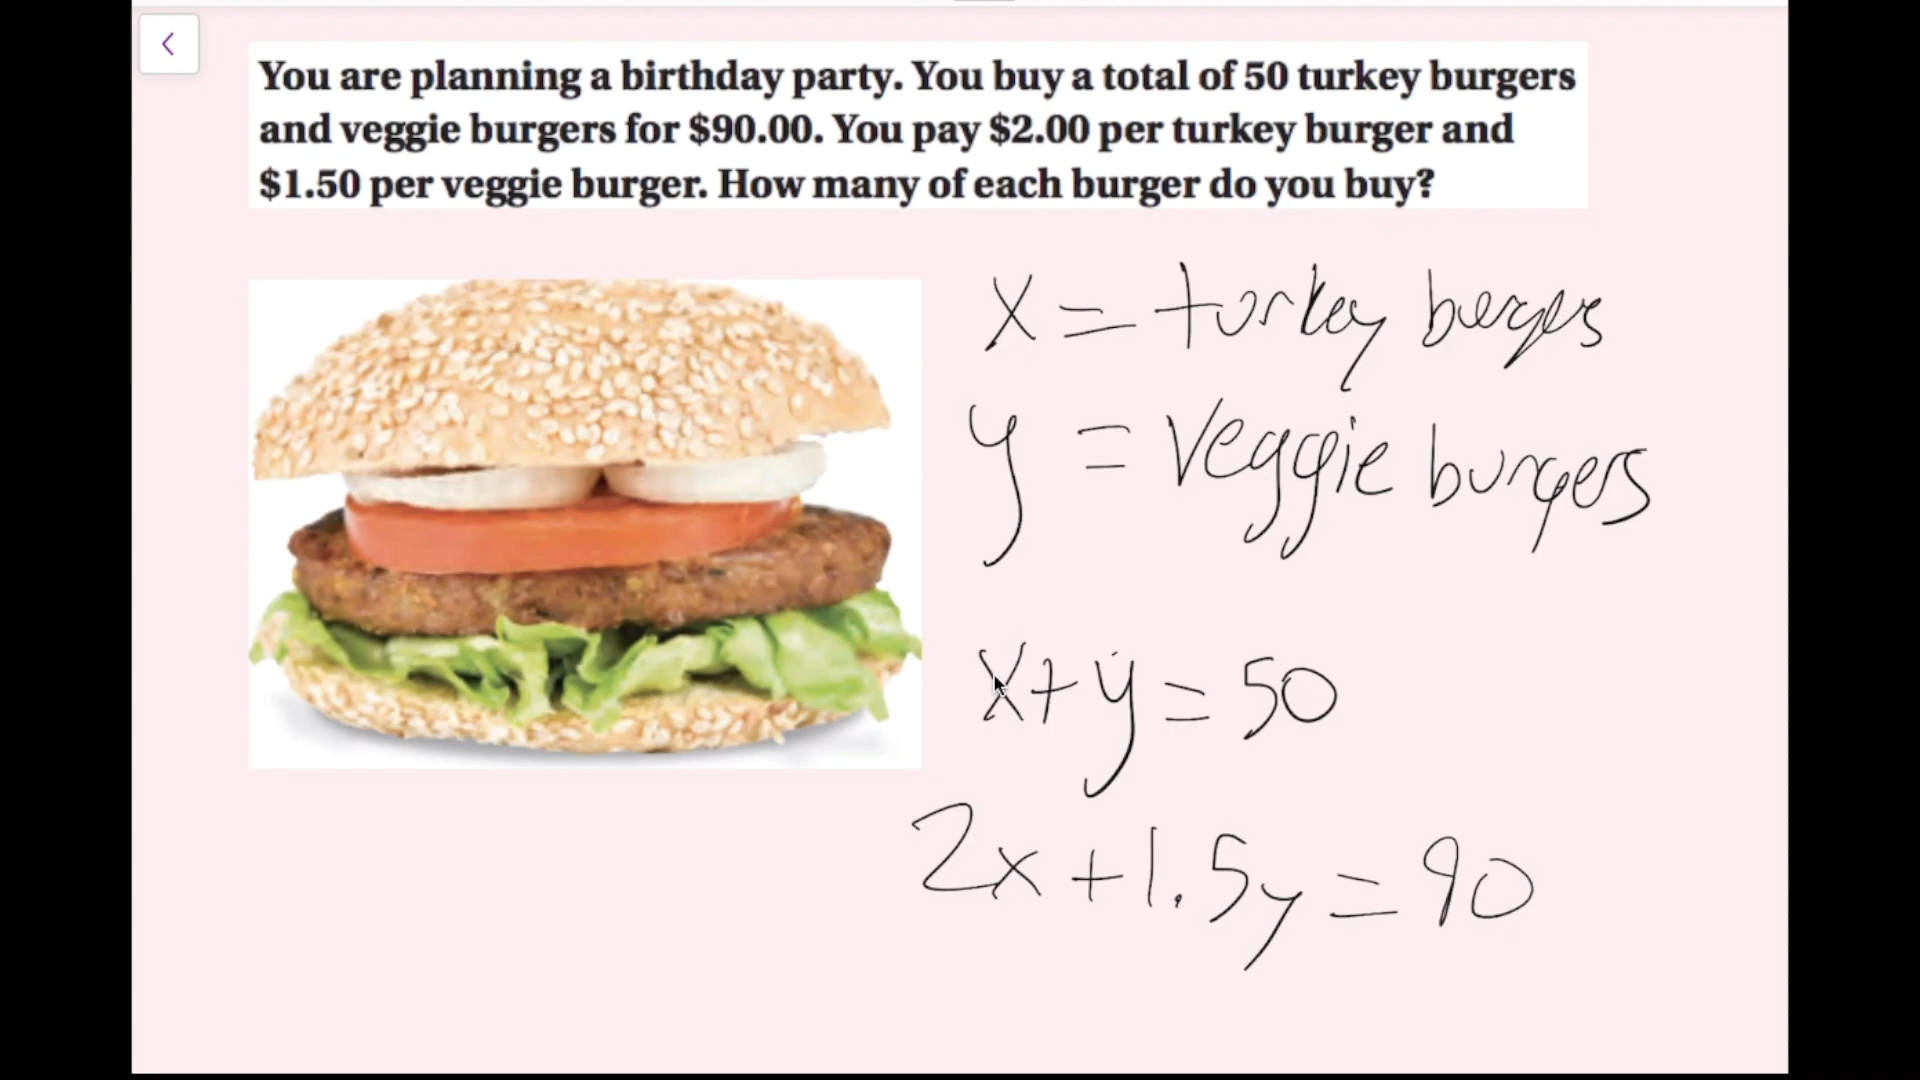 You are planning a birthday party. You buy a total of 50 turkey burgers
and veggie burgers for $90.00. You pay $2.00 per turkey burger and
$1.50 per veggie burger. How many of each burger do you buy?
x = turkey burgers
y = veggie burgers
x + y = 50
2x + 1.5y = 90